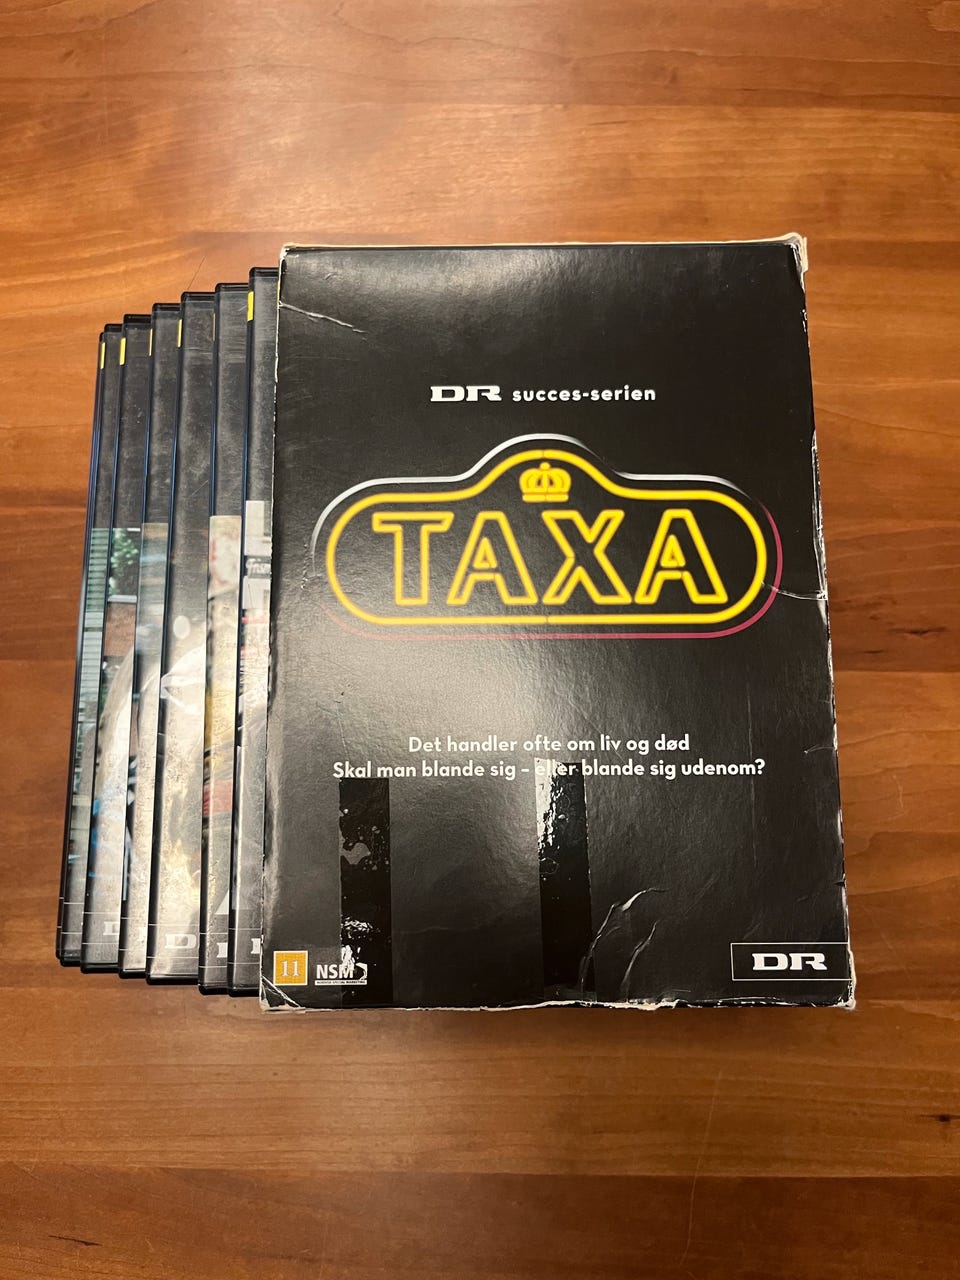 DR succes-serien
TAXA
Det handler ofte om liv og død
Skal man blande sig – eller blande sig udenom?
11
NSM
DR